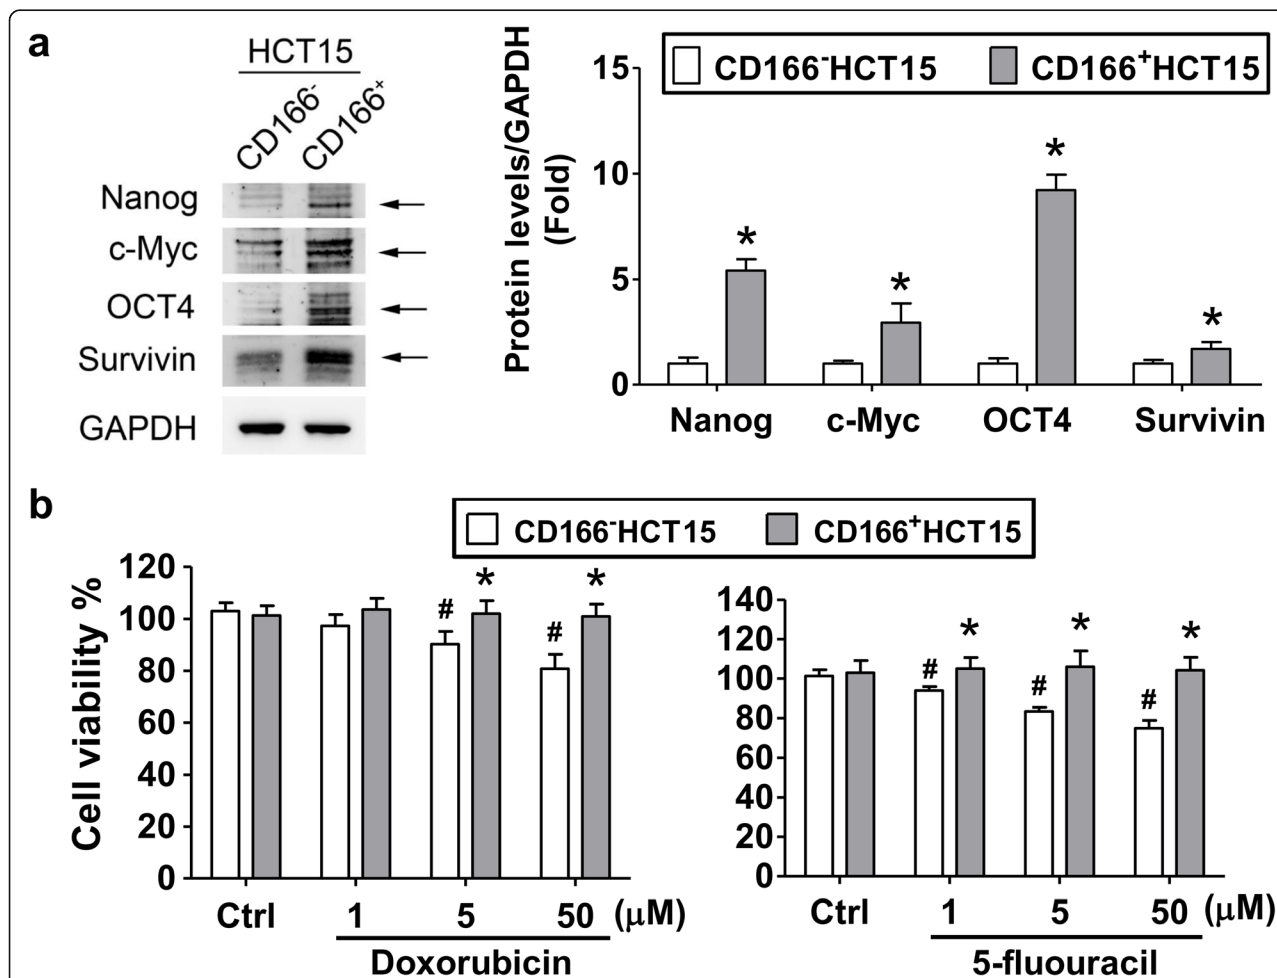 a
HCT15
CD166⁻ CD166⁺
Nanog
c-Myc
OCT4
Survivin
GAPDH
CD166⁻HCT15 CD166⁺HCT15
Protein levels/GAPDH
(Fold)
15
10
5
0
* * * *
Nanog c-Myc OCT4 Survivin
b
CD166⁻HCT15 CD166⁺HCT15
Cell viability %
120
100
80
60
40
20
0
# * # *
Ctrl 1 5 50 (μM)
Doxorubicin
140
120
100
80
60
40
20
0
# * # * # *
Ctrl 1 5 50 (μM)
5-fluouracil